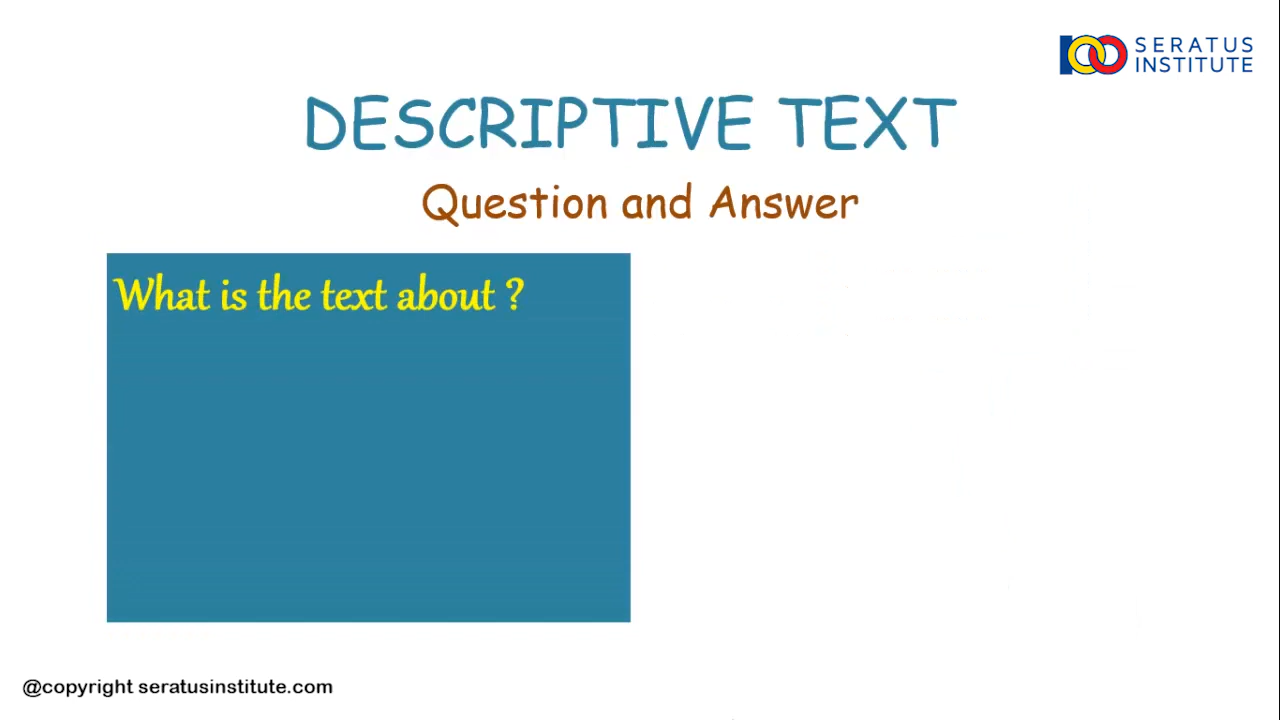 SERATUS
INSTITUTE
DESCRIPTIVE TEXT
Question and Answer
What is the text about ?
@copyright seratusinstitute.com